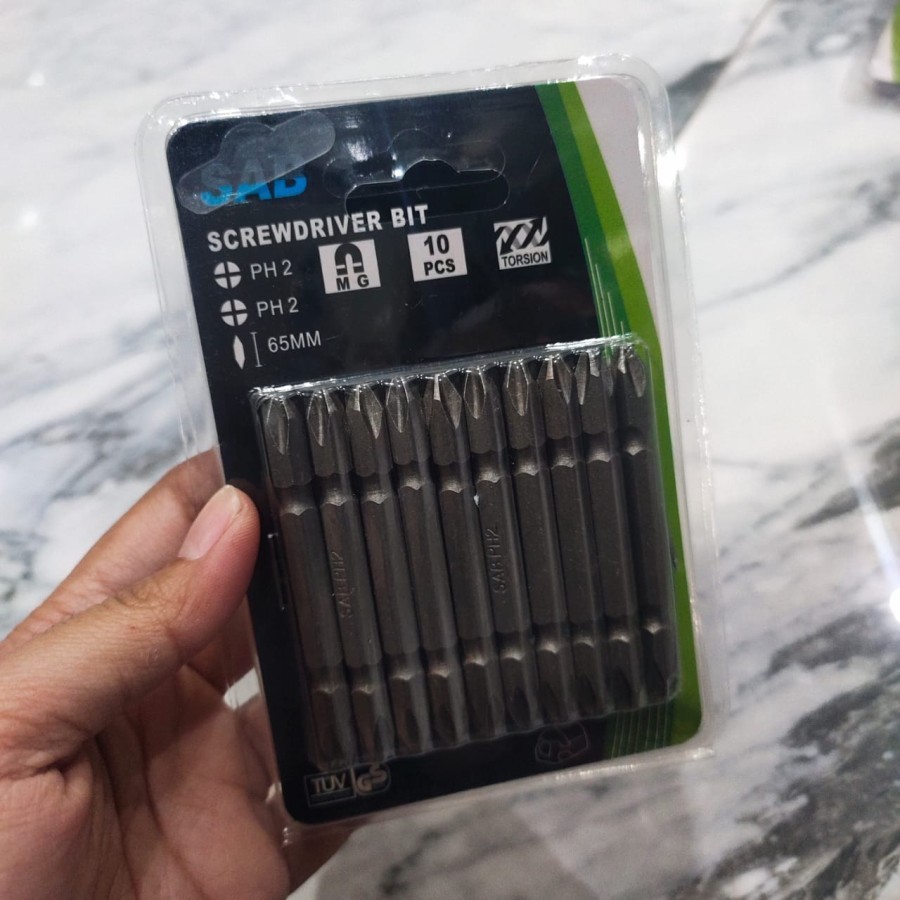 SAB
SCREWDRIVER BIT
PH 2
PH 2
65MM
M G
10
PCS
TORSION
SAB PH2
SAB PH2
TUV GS